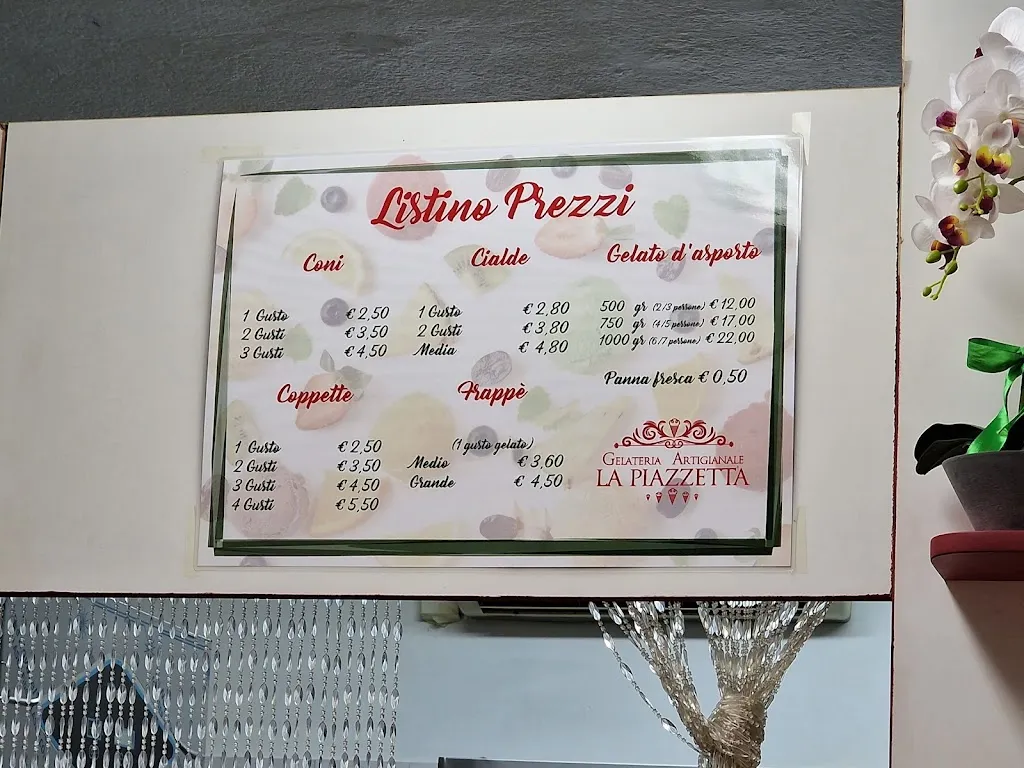 Listino Prezzi
Coni
1 Gusto € 2,50
2 Gusti € 3,50
3 Gusti € 4,50
Cialde
1 Gusto € 2,80
2 Gusti € 3,80
Media € 4,80
Gelato d'asporto
500 gr (2/3 persone) € 12,00
750 gr (4/5 persone) € 17,00
1000 gr (6/7 persone) € 22,00
Panna fresca € 0,50
Coppette
1 Gusto € 2,50
2 Gusti € 3,50
3 Gusti € 4,50
4 Gusti € 5,50
Frappè
(1 gusto gelato)
Medio € 3,60
Grande € 4,50
Gelateria Artigianale
LA PIAZZETTA